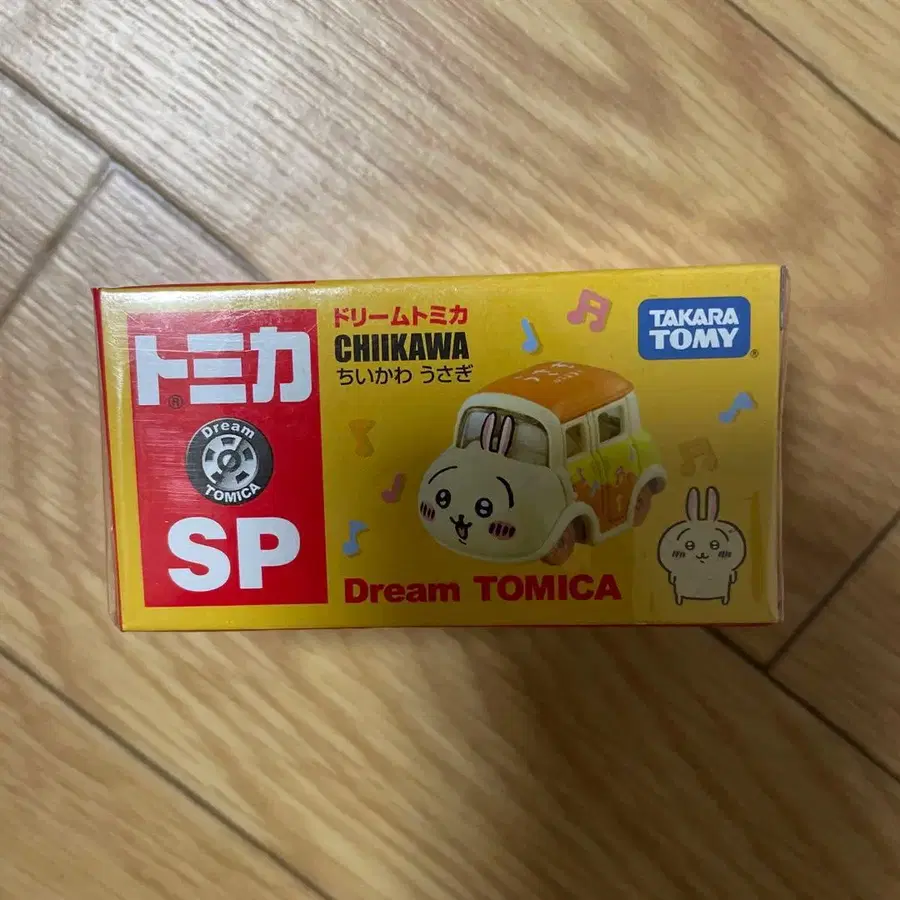 トミカ
®
Dream
TOMICA
SP
ドリームトミカ
CHIIKAWA
ちいかわ うさぎ
Dream TOMICA
TAKARA
TOMY
®